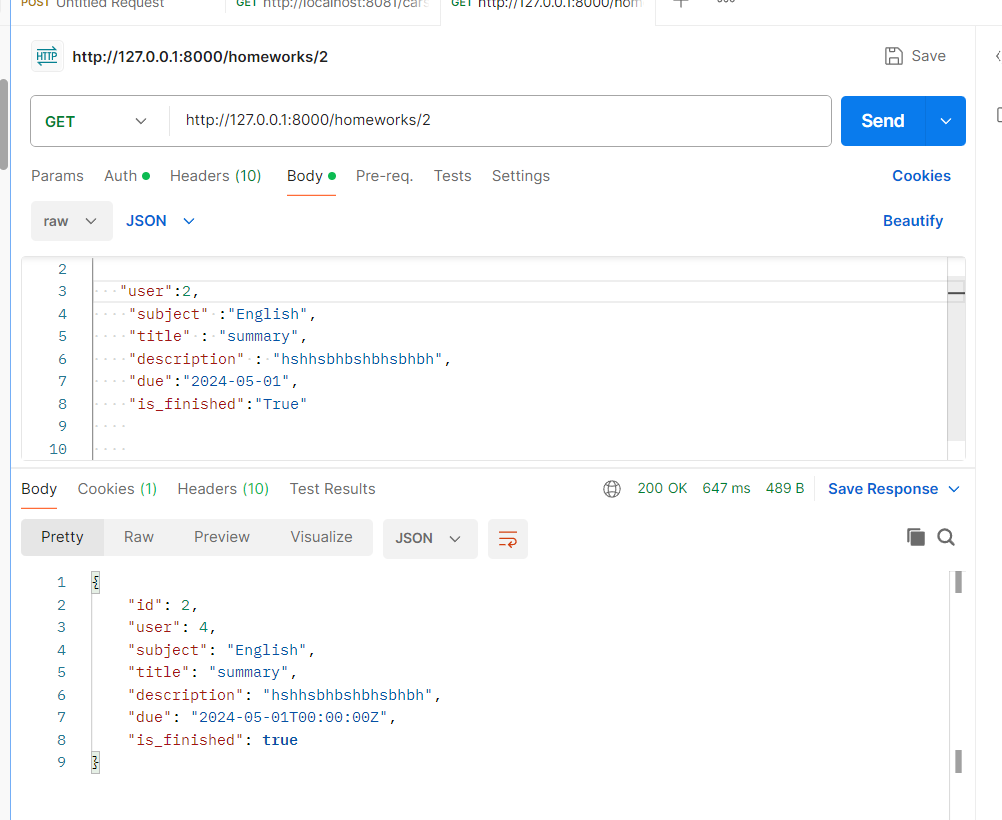 POST Untitled Request GET http://localhost:8081/cars GET http://127.0.0.1:8000/hom
HTTP http://127.0.0.1:8000/homeworks/2 Save
GET http://127.0.0.1:8000/homeworks/2 Send
Params Auth Headers (10) Body Pre-req. Tests Settings Cookies
raw JSON Beautify
2
3 "user":2,
4 "subject" :"English",
5 "title" : "summary",
6 "description" : "hshhsbhbshbhsbhbh",
7 "due":"2024-05-01",
8 "is_finished":"True"
9
10
Body Cookies (1) Headers (10) Test Results 200 OK 647 ms 489 B Save Response
Pretty Raw Preview Visualize JSON
1 {
2 "id": 2,
3 "user": 4,
4 "subject": "English",
5 "title": "summary",
6 "description": "hshhsbhbshbhsbhbh",
7 "due": "2024-05-01T00:00:00Z",
8 "is_finished": true
9 }